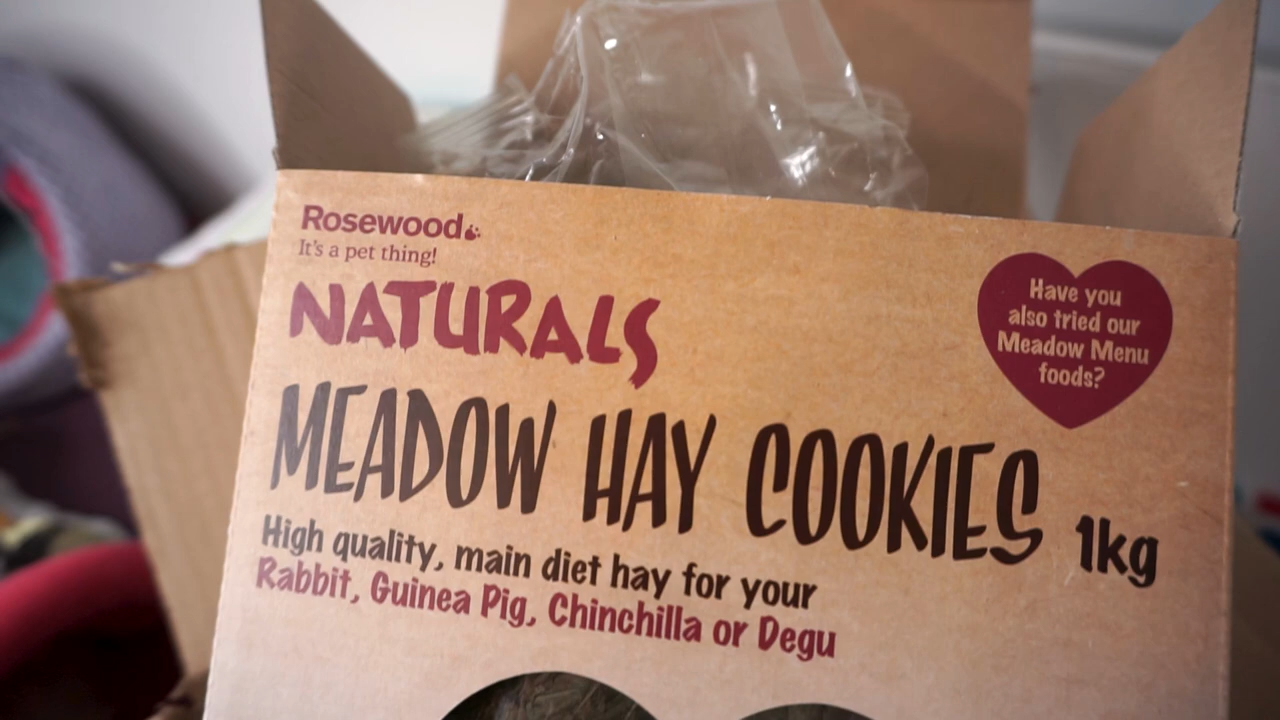 Rosewood
It's a pet thing!
NATURALS
Have you
also tried our
Meadow Menu
foods?
MEADOW HAY COOKIES 1kg
High quality, main diet hay for your
Rabbit, Guinea Pig, Chinchilla or Degu